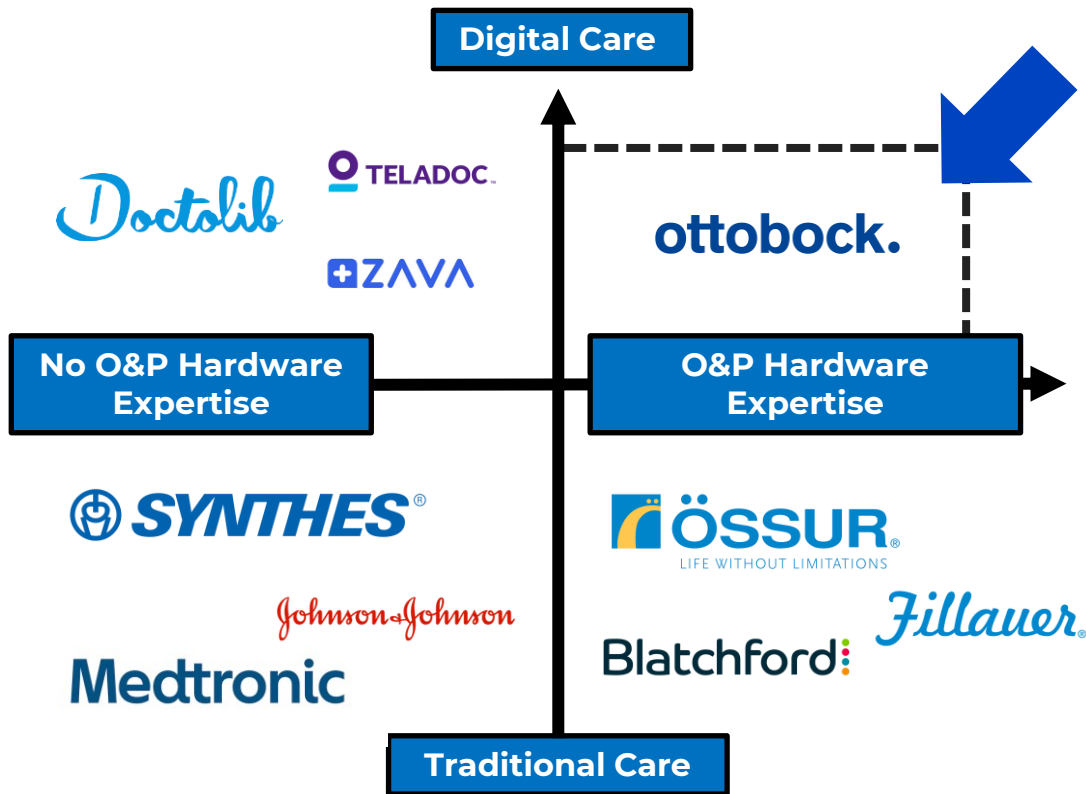 Digital Care
Doctolib
TELADOC™
ZAVA
ottobock.
No O&P Hardware
Expertise
O&P Hardware
Expertise
SYNTHES®
ÖSSUR®
LIFE WITHOUT LIMITATIONS
Johnson&Johnson
Fillauer®
Blatchford
Medtronic
Traditional Care